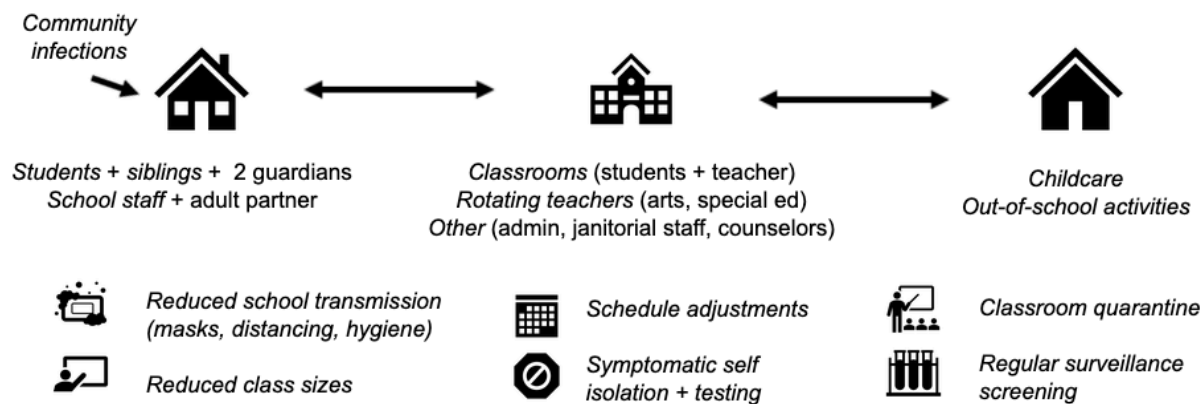 Community
infections
Students + siblings + 2 guardians
School staff + adult partner
Classrooms (students + teacher)
Rotating teachers (arts, special ed)
Other (admin, janitorial staff, counselors)
Childcare
Out-of-school activities
Reduced school transmission
(masks, distancing, hygiene)
Schedule adjustments
Classroom quarantine
Reduced class sizes
Symptomatic self
isolation + testing
Regular surveillance
screening